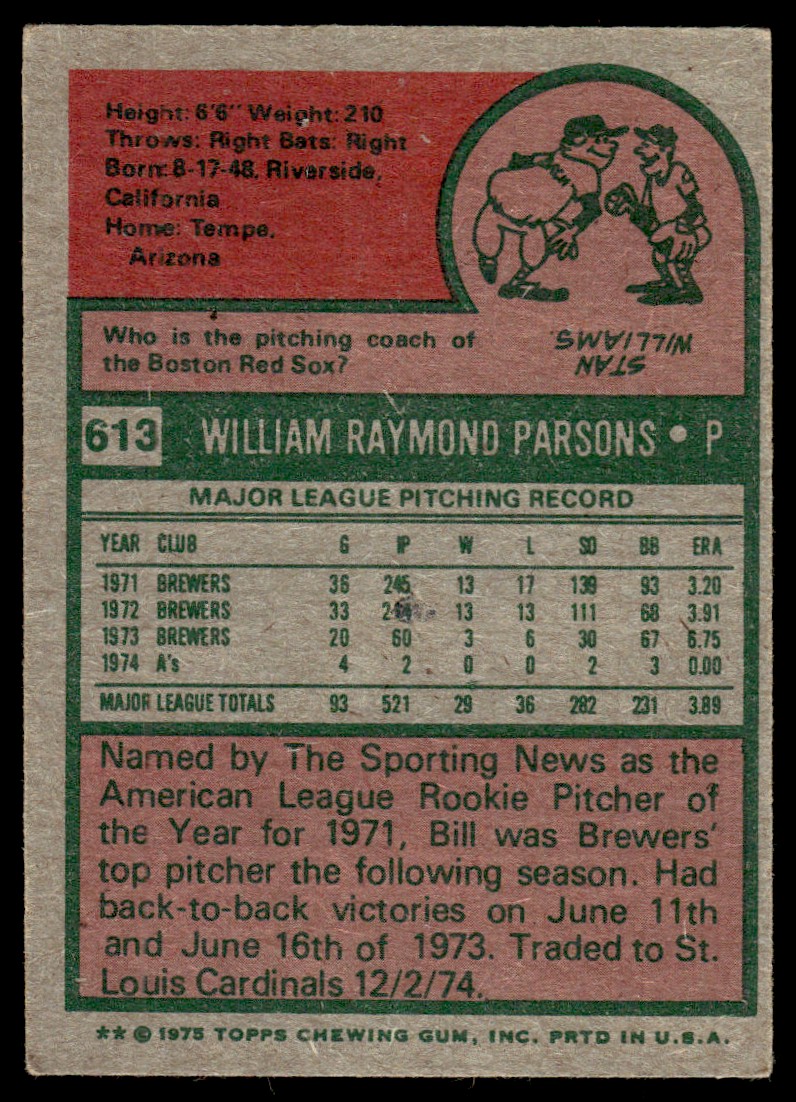 Height: 6'6" Weight: 210
Throws: Right Bats: Right
Born: 8-17-48, Riverside,
California
Home: Tempe,
Arizona
Who is the pitching coach of
the Boston Red Sox?
STAN
WILLIAMS
613 WILLIAM RAYMOND PARSONS • P
MAJOR LEAGUE PITCHING RECORD
YEAR CLUB G IP W L SO BB ERA
1971 BREWERS 36 245 13 17 139 93 3.20
1972 BREWERS 33 13 13 111 68 3.91
1973 BREWERS 20 60 3 6 30 67 6.75
1974 A's 4 2 0 0 2 3 0.00
MAJOR LEAGUE TOTALS 93 521 29 36 282 231 3.89
Named by The Sporting News as the
American League Rookie Pitcher of
the Year for 1971, Bill was Brewers'
top pitcher the following season. Had
back-to-back victories on June 11th
and June 16th of 1973. Traded to St.
Louis Cardinals 12/2/74.
** © 1975 TOPPS CHEWING GUM, INC. PRTD IN U.S.A.